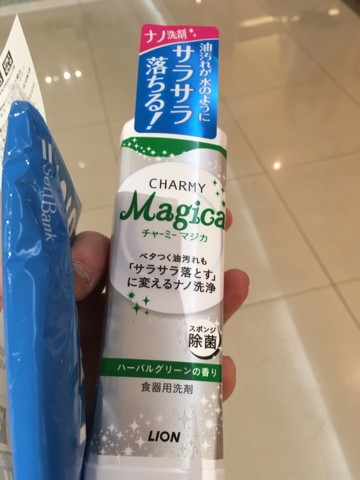 ナノ洗剤
油汚れが水のように
サラサラ
落ちる!
CHARMY
Magica
チャーミー マジカ
ベタつく油汚れも
「サラサラ落とす」
に変えるナノ洗浄
スポンジ
除菌
ハーバルグリーンの香り
食器用洗剤
LION
SoftBank